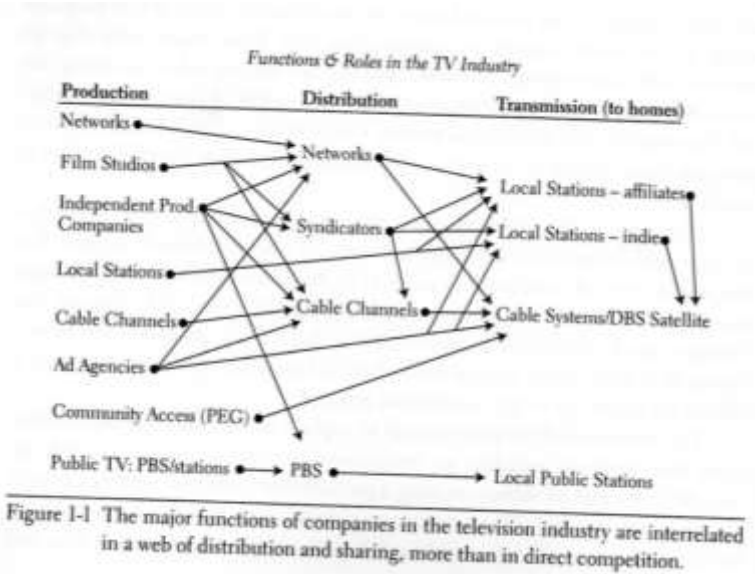 Functions & Roles in the TV Industry
Production Distribution Transmission (to homes)
Networks
Film Studios
Independent Prod.
Companies
Local Stations
Cable Channels
Ad Agencies
Community Access (PEG)
Public TV: PBS/stations
Networks
Syndicators
Cable Channels
PBS
Local Stations – affiliates
Local Stations – indie
Cable Systems/DBS Satellite
Local Public Stations
Figure 1-1 The major functions of companies in the television industry are interrelated
in a web of distribution and sharing, more than in direct competition.